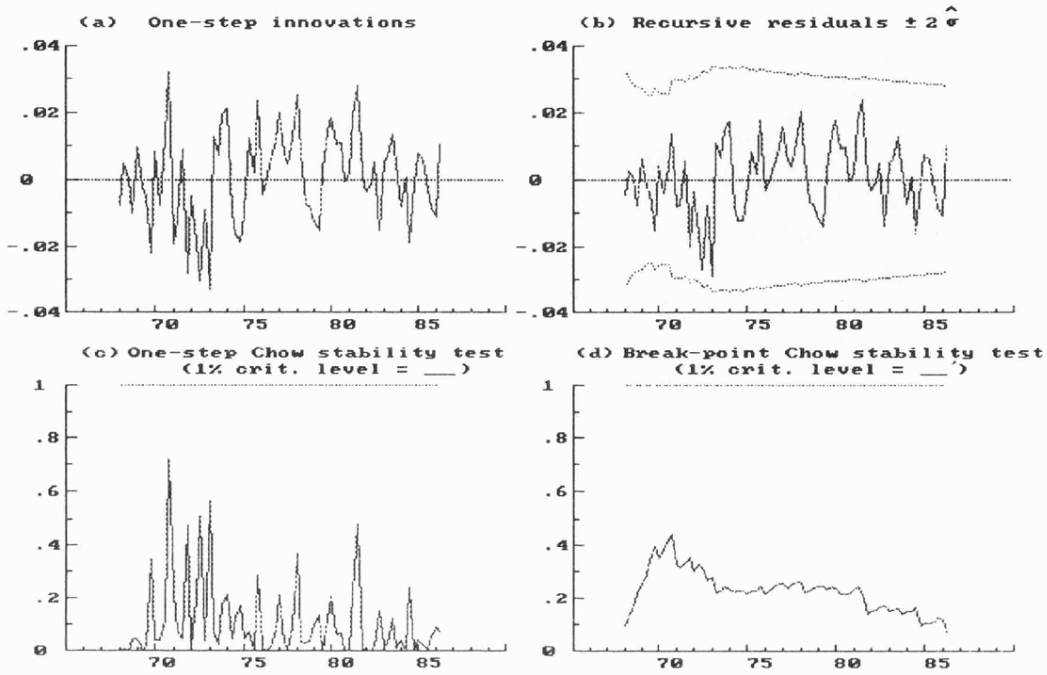 (a) One-step innovations
.04
.02
0
-.02
-.04
70 75 80 85
(b) Recursive residuals ± 2 σ̂
.04
.02
0
-.02
-.04
70 75 80 85
(c) One-step Chow stability test
(1% crit. level = __)
1
.8
.6
.4
.2
0
70 75 80 85
(d) Break-point Chow stability test
(1% crit. level = __)
1
.8
.6
.4
.2
0
70 75 80 85